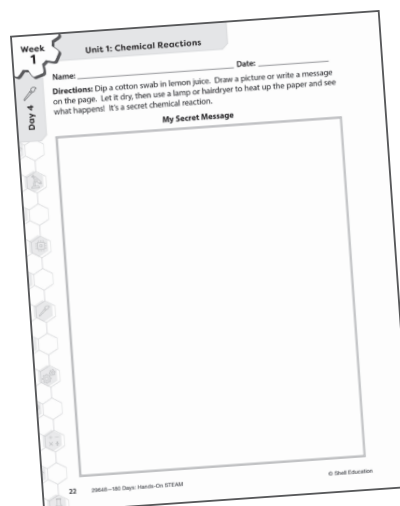 Week
1
Unit 1: Chemical Reactions
Day 4
Name: Date:
Directions: Dip a cotton swab in lemon juice. Draw a picture or write a message
on the page. Let it dry, then use a lamp or hairdryer to heat up the paper and see
what happens! It's a secret chemical reaction.
My Secret Message
22 29646—180 Days: Hands-On STEAM © Shell Education